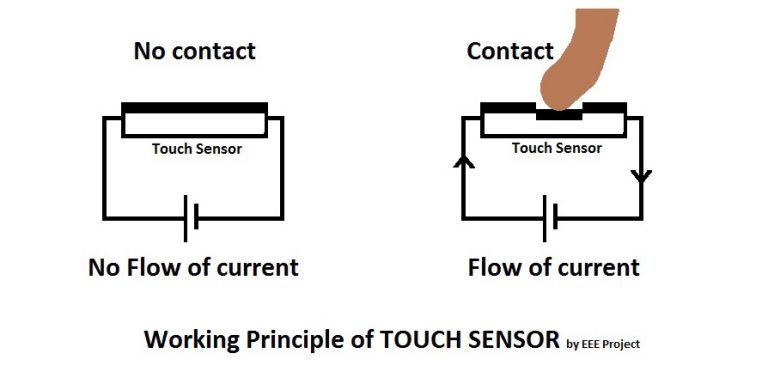 No contact
Contact
Touch Sensor
Touch Sensor
No Flow of current
Flow of current
Working Principle of TOUCH SENSOR by EEE Project